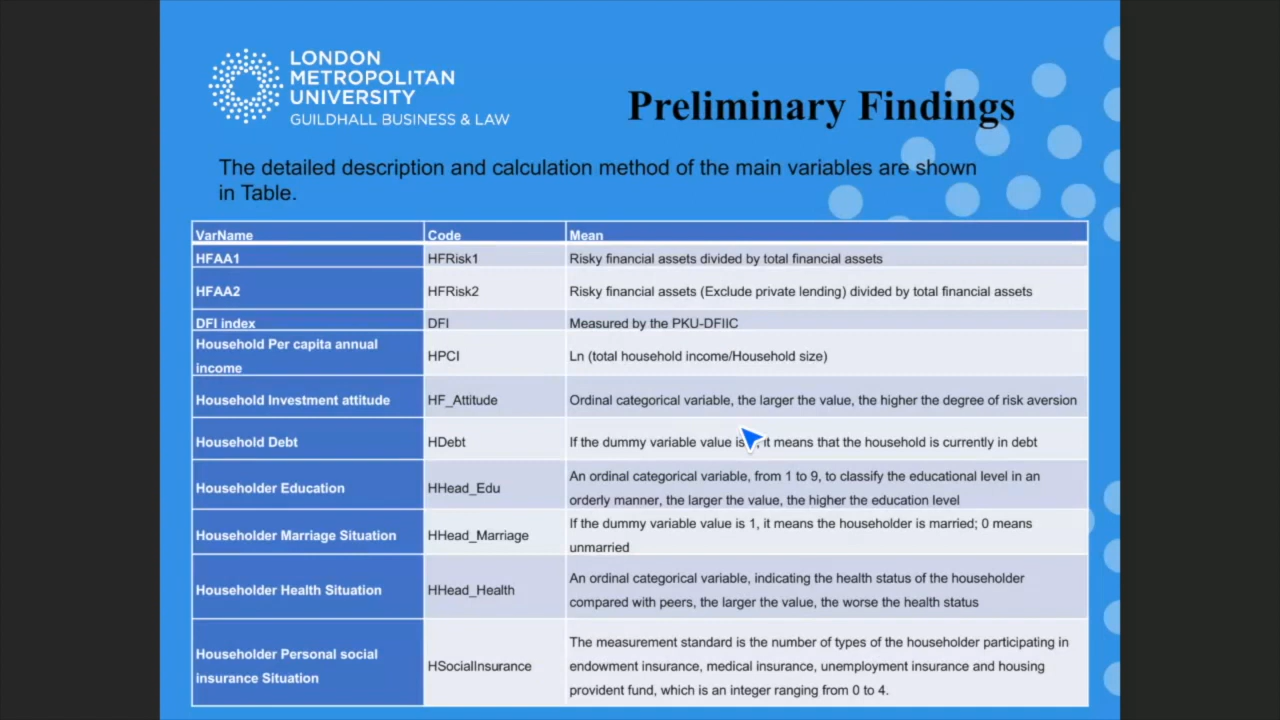 LONDON
METROPOLITAN
UNIVERSITY
GUILDHALL BUSINESS & LAW
Preliminary Findings
The detailed description and calculation method of the main variables are shown
in Table.
VarName Code Mean
HFAA1 HFRisk1 Risky financial assets divided by total financial assets
HFAA2 HFRisk2 Risky financial assets (Exclude private lending) divided by total financial assets
DFI index DFI Measured by the PKU-DFIIC
Household Per capita annual
income
HPCI
Ln (total household income/Household size)
Household Investment attitude HF_Attitude Ordinal categorical variable, the larger the value, the higher the degree of risk aversion
Household Debt HDebt If the dummy variable value is it means that the household is currently in debt
Householder Education
HHead_Edu
An ordinal categorical variable, from 1 to 9, to classify the educational level in an
orderly manner, the larger the value, the higher the education level
Householder Marriage Situation
HHead_Marriage
If the dummy variable value is 1, it means the householder is married; 0 means
unmarried
Householder Health Situation
HHead_Health
An ordinal categorical variable, indicating the health status of the householder
compared with peers, the larger the value, the worse the health status
Householder Personal social
insurance Situation
HSocialInsurance
The measurement standard is the number of types of the householder participating in
endowment insurance, medical insurance, unemployment insurance and housing
provident fund, which is an integer ranging from 0 to 4.